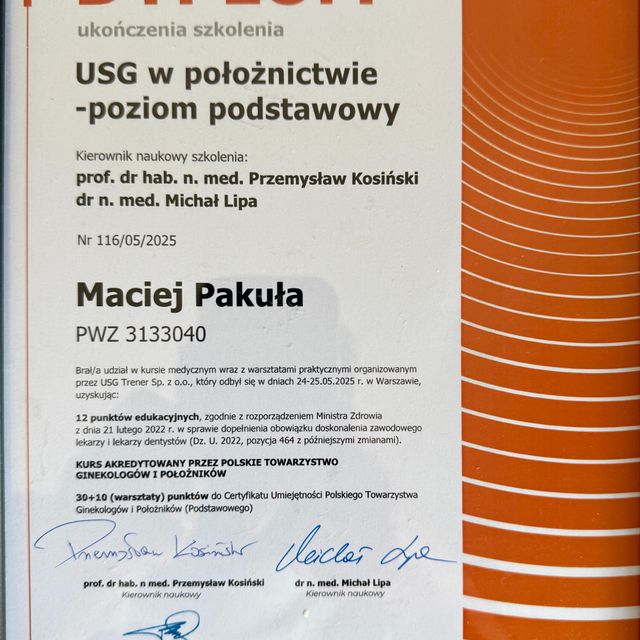 DYPLOM
ukończenia szkolenia
USG w położnictwie
-poziom podstawowy
Kierownik naukowy szkolenia:
prof. dr hab. n. med. Przemysław Kosiński
dr n. med. Michał Lipa
Nr 116/05/2025
Maciej Pakuła
PWZ 3133040
Brał/a udział w kursie medycznym wraz z warsztatami praktycznymi organizowanym
przez USG Trener Sp. z o.o., który odbył się w dniach 24-25.05.2025 r. w Warszawie,
uzyskując:
12 punktów edukacyjnych, zgodnie z rozporządzeniem Ministra Zdrowia
z dnia 21 lutego 2022 r. w sprawie dopełnienia obowiązku doskonalenia zawodowego
lekarzy i lekarzy dentystów (Dz. U. 2022, pozycja 464 z późniejszymi zmianami).
KURS AKREDYTOWANY PRZEZ POLSKIE TOWARZYSTWO
GINEKOLOGÓW I POŁOŻNIKÓW
30+10 (warsztaty) punktów do Certyfikatu Umiejętności Polskiego Towarzystwa
Ginekologów i Położników (Podstawowego)
Przemysław Kosiński Michał Lipa
prof. dr hab. n med. Przemysław Kosiński dr n. med. Michał Lipa
Kierownik naukowy Kierownik naukowy